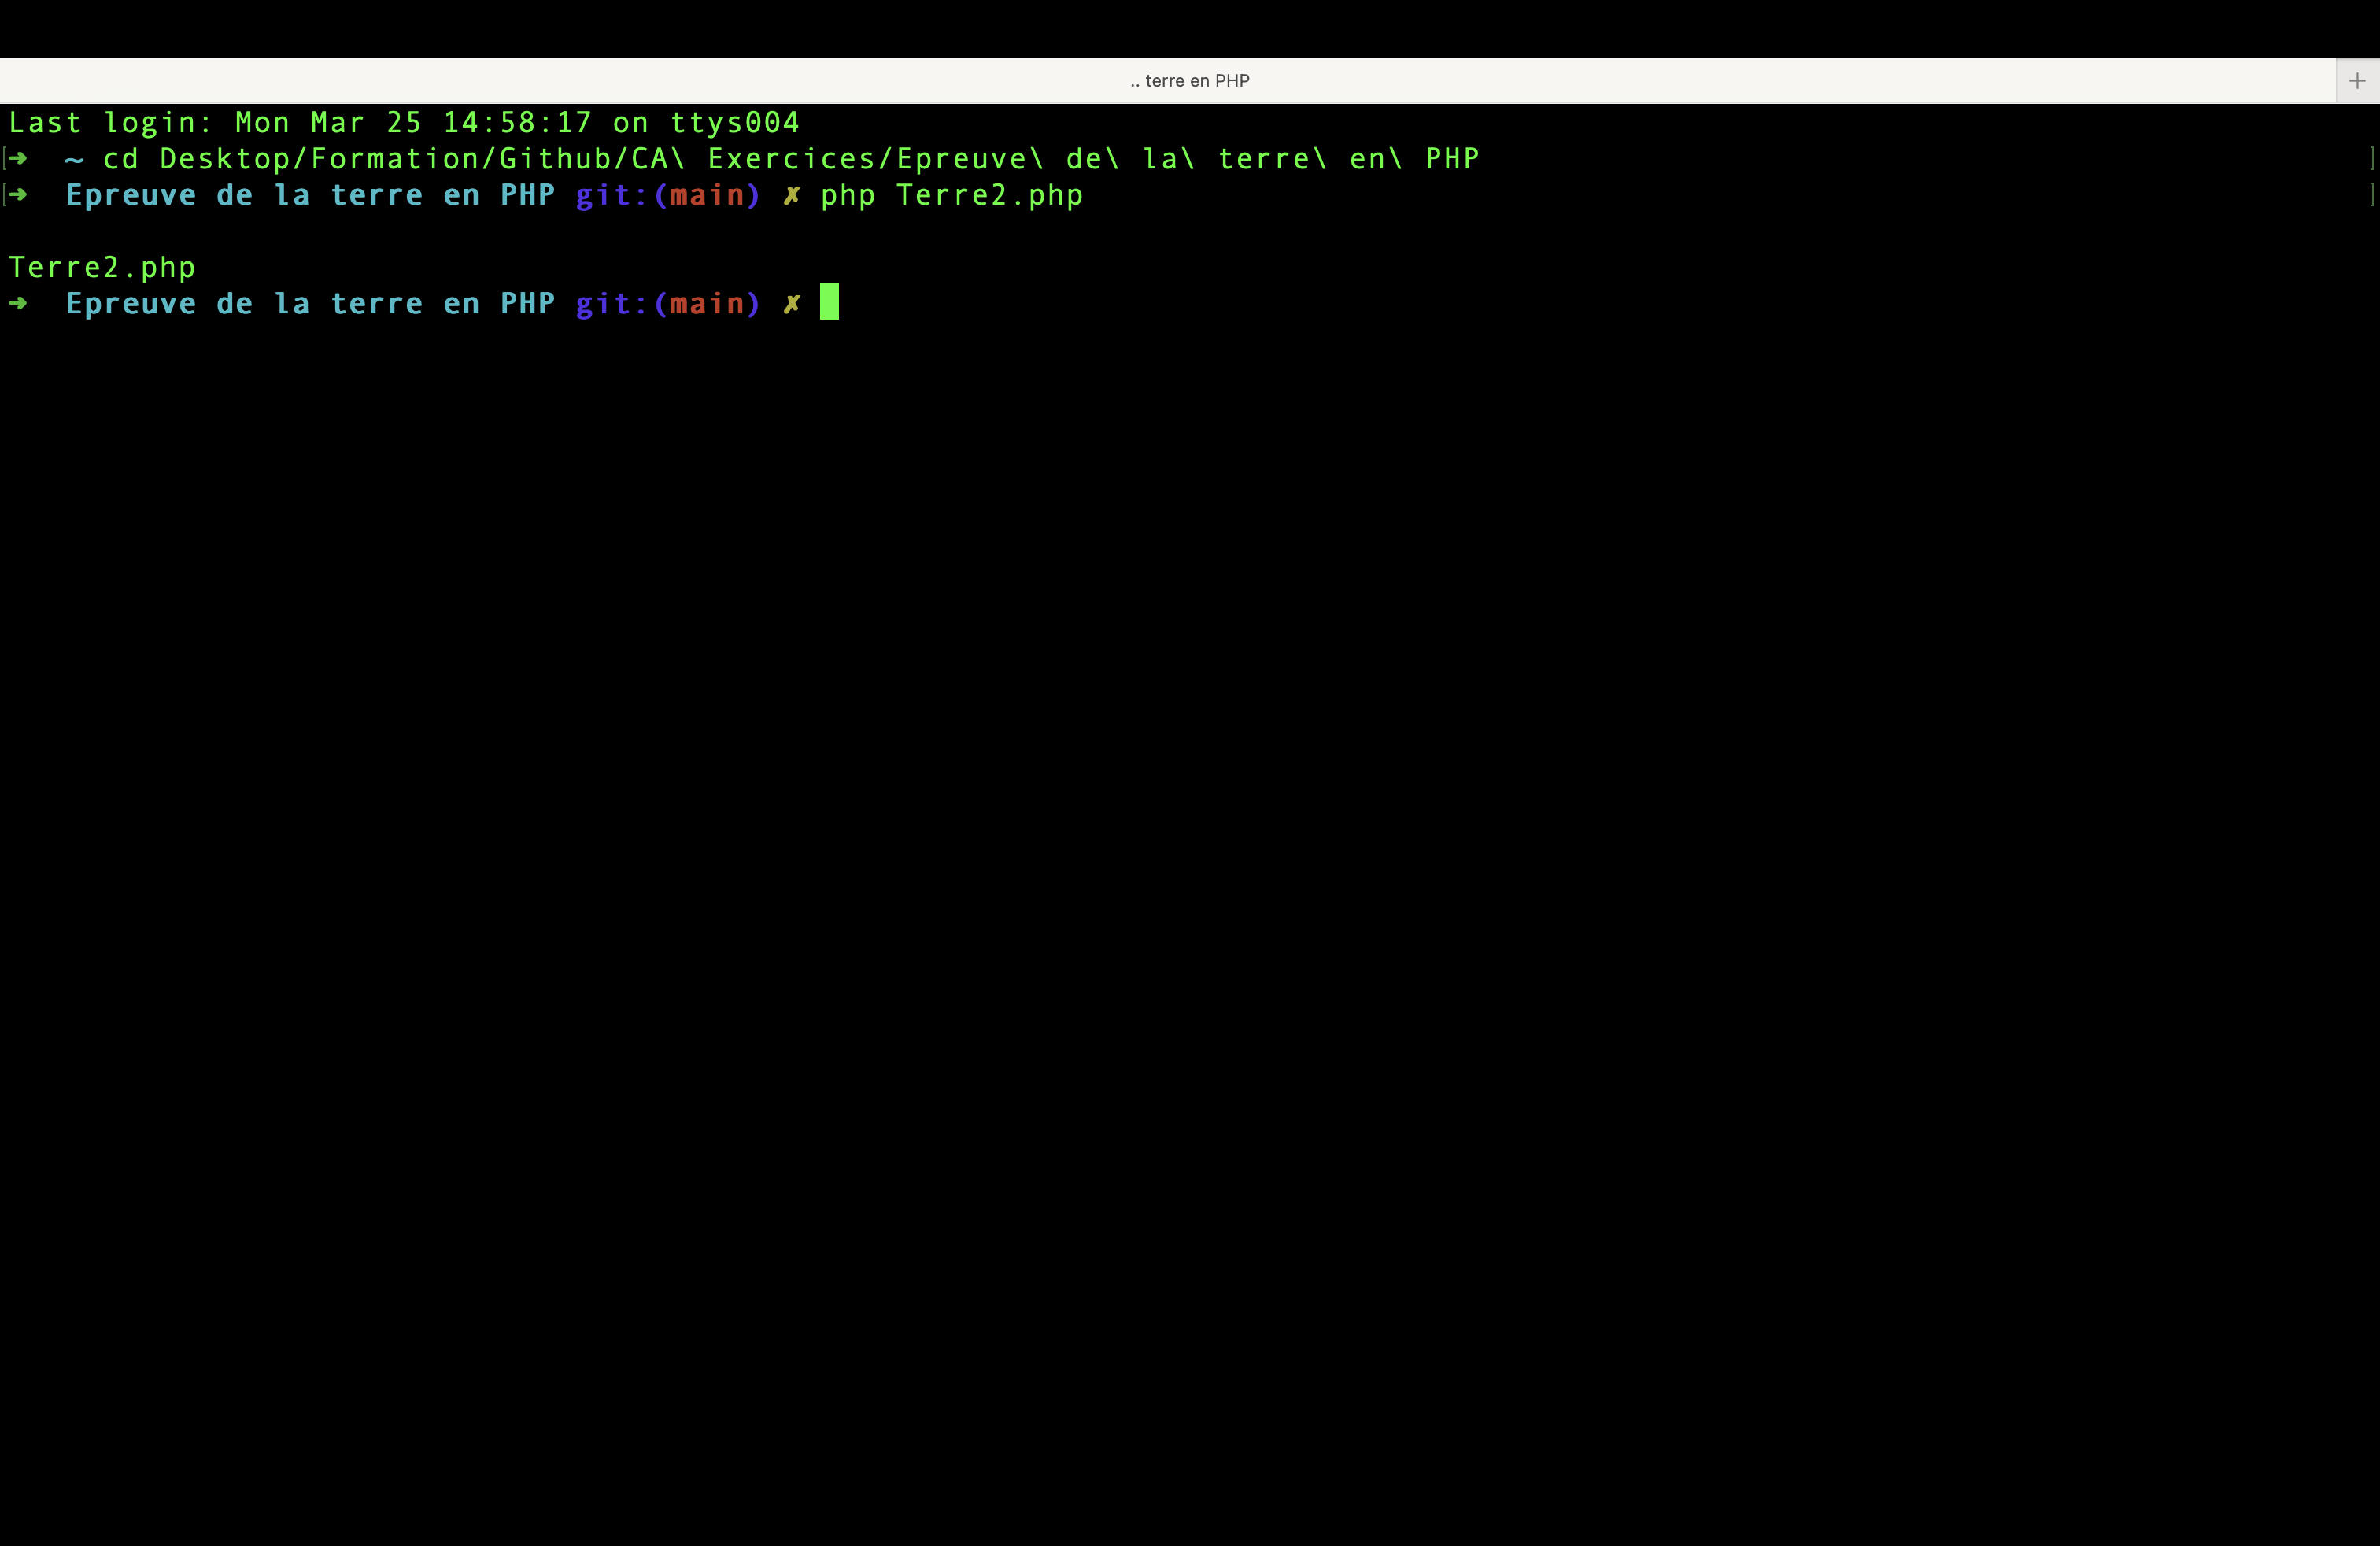 .. terre en PHP
Last login: Mon Mar 25 14:58:17 on ttys004
[➜  ~ cd Desktop/Formation/Github/CA\ Exercices/Epreuve\ de\ la\ terre\ en\ PHP ]
[➜  Epreuve de la terre en PHP git:(main) ✗ php Terre2.php ]
Terre2.php
➜  Epreuve de la terre en PHP git:(main) ✗